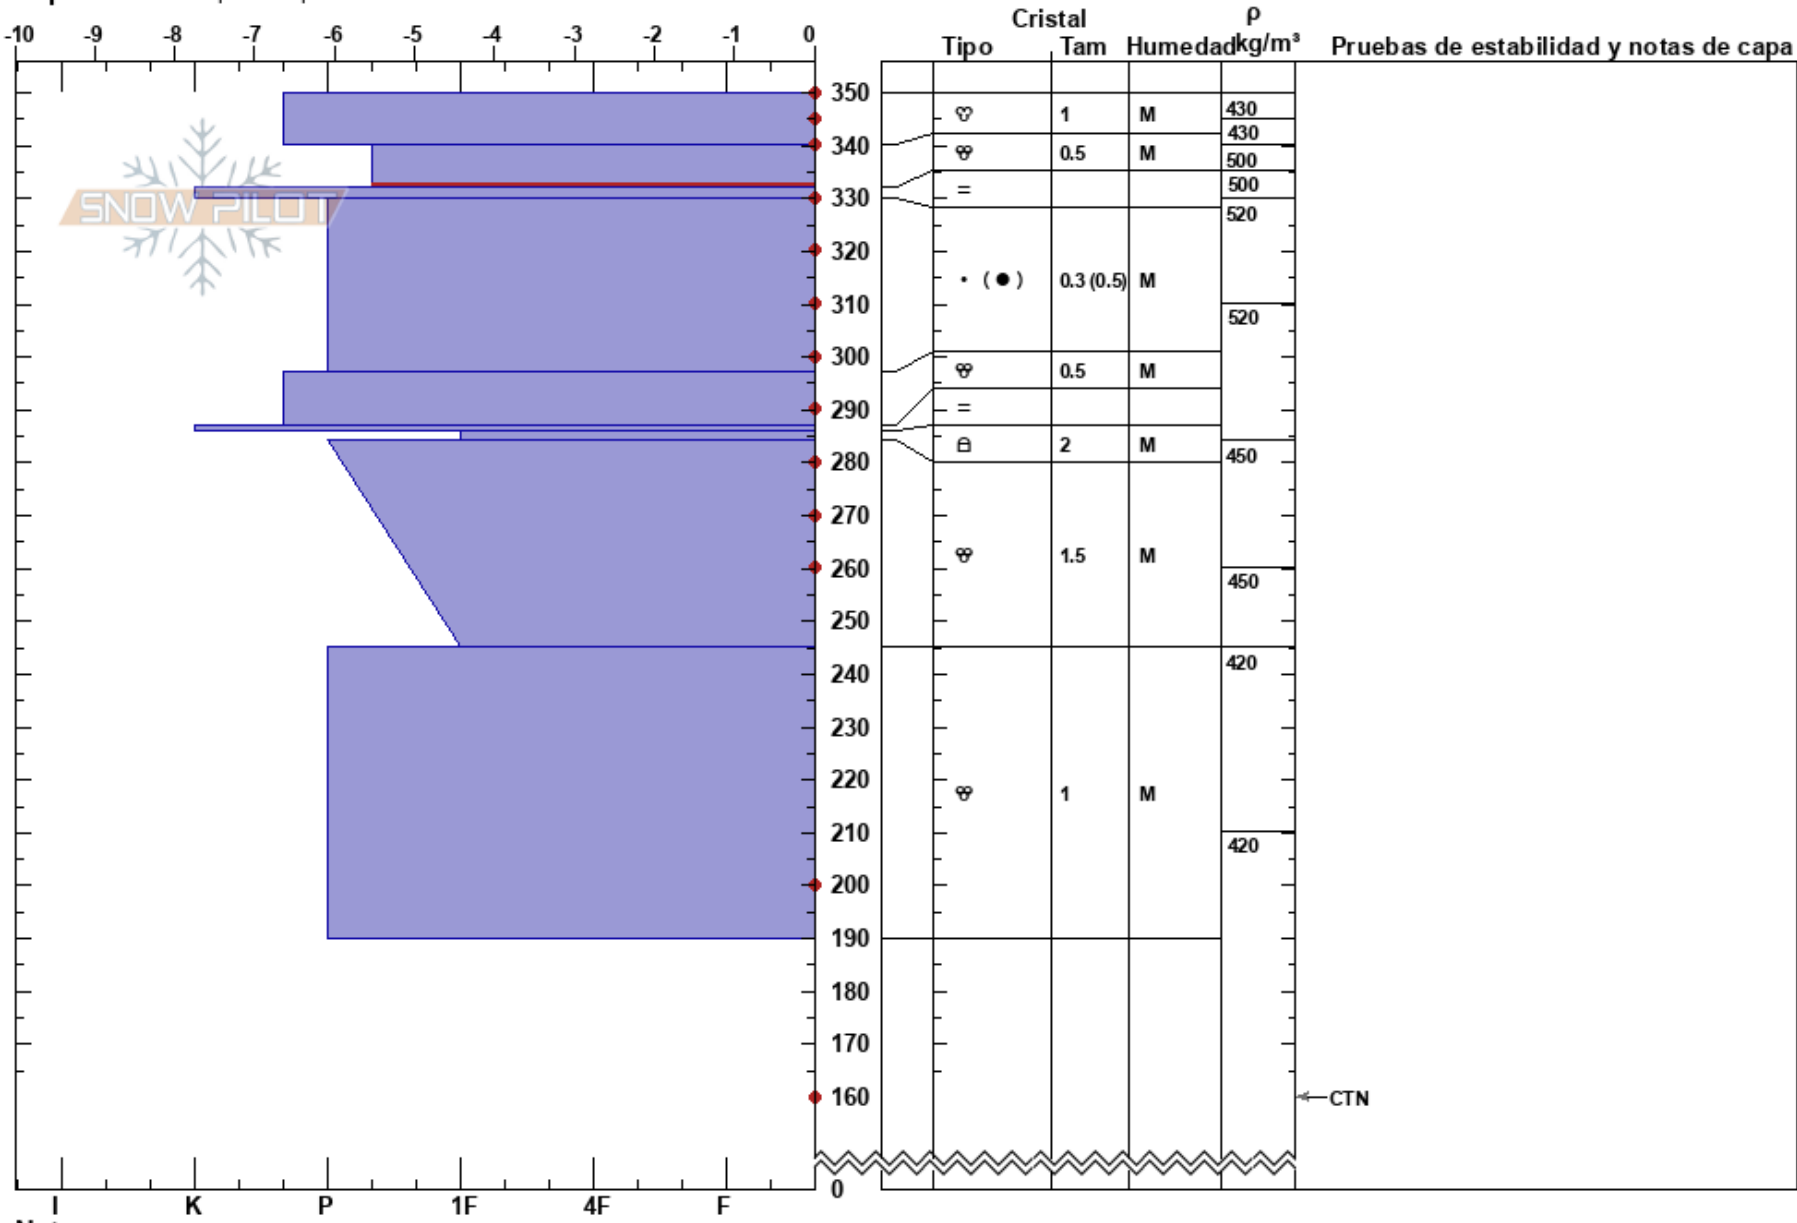 -10 -9 -8 -7 -6 -5 -4 -3 -2 -1 0
Cristal
ρ
Tipo Tam Humedad kg/m³ Pruebas de estabilidad y notas de capa
350
1 M 430
430
340
0.5 M 500
SNOW PILOT
= 500
330
520
320
• (●) 0.3 (0.5) M
310
520
300
0.5 M
290
=
2 M
280
450
270
1.5 M
260
450
250
240
420
230
220
1 M
210
420
200
190
180
170
160
CTN
0
I K P 1F 4F F